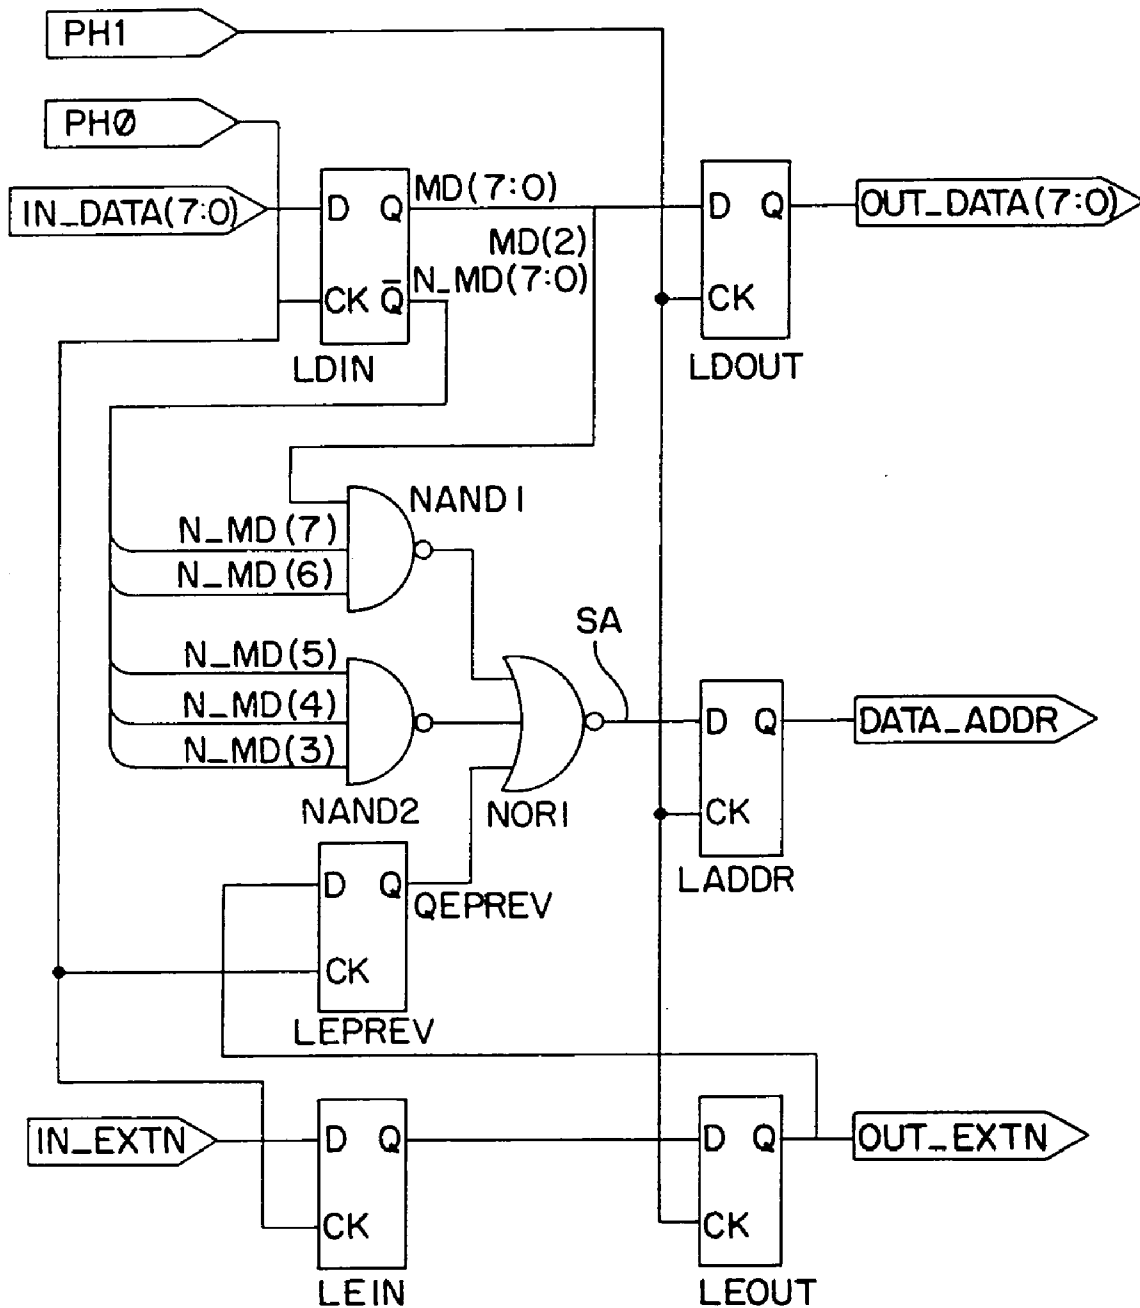 PH1
PHØ
IN_DATA(7:0)
D Q
MD(7:0)
D Q
OUT_DATA(7:0)
MD(2)
N_MD(7:0)
CK Q̅
CK
LDIN
LDOUT
NAND1
N_MD(7)
N_MD(6)
SA
N_MD(5)
N_MD(4)
N_MD(3)
D Q
DATA_ADDR
NAND2
NOR1
CK
LADDR
D Q
QEPREV
CK
LEPREV
IN_EXTN
D Q
D Q
OUT_EXTN
CK
CK
LEIN
LEOUT